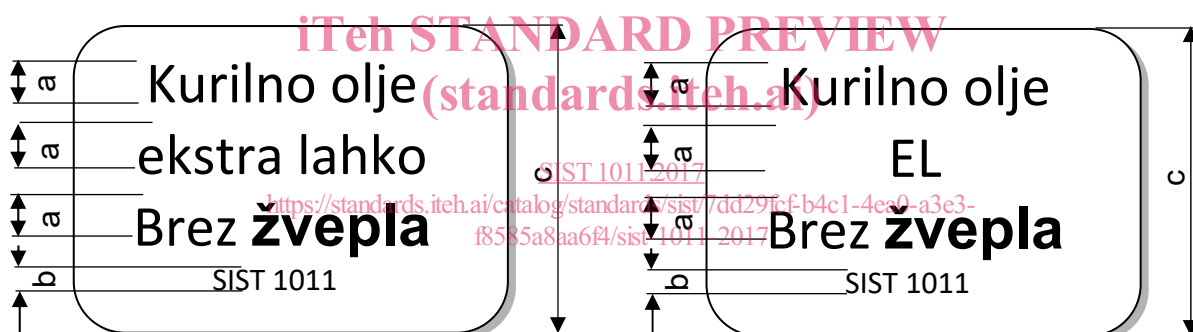 iTeh STANDARD PREVIEW
(standards.iteh.ai)
SIST 1011:2017
https://standards.iteh.ai/catalog/standards/sist/7dd29fcf-b4c1-4ea0-a3e3-
f8585a8aa6f4/sist-1011-2017
a
a
a
b
c
Kurilno olje
ekstra lahko
Brez žvepla
SIST 1011
a
a
a
b
c
Kurilno olje
EL
Brez žvepla
SIST 1011